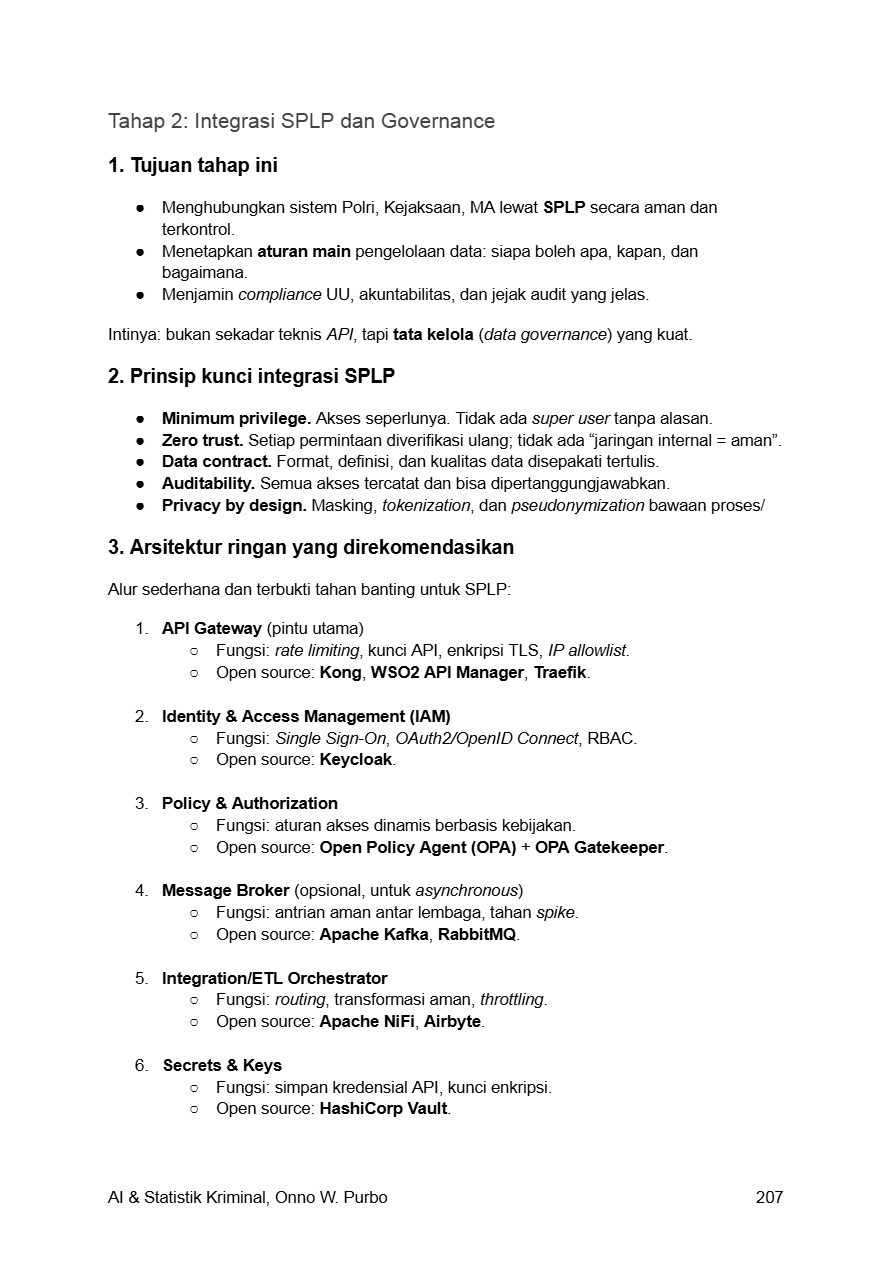 Tahap 2: Integrasi SPLP dan Governance
1. Tujuan tahap ini
● Menghubungkan sistem Polri, Kejaksaan, MA lewat SPLP secara aman dan
terkontrol.
● Menetapkan aturan main pengelolaan data: siapa boleh apa, kapan, dan
bagaimana.
● Menjamin compliance UU, akuntabilitas, dan jejak audit yang jelas.
Intinya: bukan sekadar teknis API, tapi tata kelola (data governance) yang kuat.
2. Prinsip kunci integrasi SPLP
● Minimum privilege. Akses seperlunya. Tidak ada super user tanpa alasan.
● Zero trust. Setiap permintaan diverifikasi ulang; tidak ada “jaringan internal = aman”.
● Data contract. Format, definisi, dan kualitas data disepakati tertulis.
● Auditability. Semua akses tercatat dan bisa dipertanggungjawabkan.
● Privacy by design. Masking, tokenization, dan pseudonymization bawaan proses/
3. Arsitektur ringan yang direkomendasikan
Alur sederhana dan terbukti tahan banting untuk SPLP:
1. API Gateway (pintu utama)
○ Fungsi: rate limiting, kunci API, enkripsi TLS, IP allowlist.
○ Open source: Kong, WSO2 API Manager, Traefik.
2. Identity & Access Management (IAM)
○ Fungsi: Single Sign-On, OAuth2/OpenID Connect, RBAC.
○ Open source: Keycloak.
3. Policy & Authorization
○ Fungsi: aturan akses dinamis berbasis kebijakan.
○ Open source: Open Policy Agent (OPA) + OPA Gatekeeper.
4. Message Broker (opsional, untuk asynchronous)
○ Fungsi: antrian aman antar lembaga, tahan spike.
○ Open source: Apache Kafka, RabbitMQ.
5. Integration/ETL Orchestrator
○ Fungsi: routing, transformasi aman, throttling.
○ Open source: Apache NiFi, Airbyte.
6. Secrets & Keys
○ Fungsi: simpan kredensial API, kunci enkripsi.
○ Open source: HashiCorp Vault.
AI & Statistik Kriminal, Onno W. Purbo 207